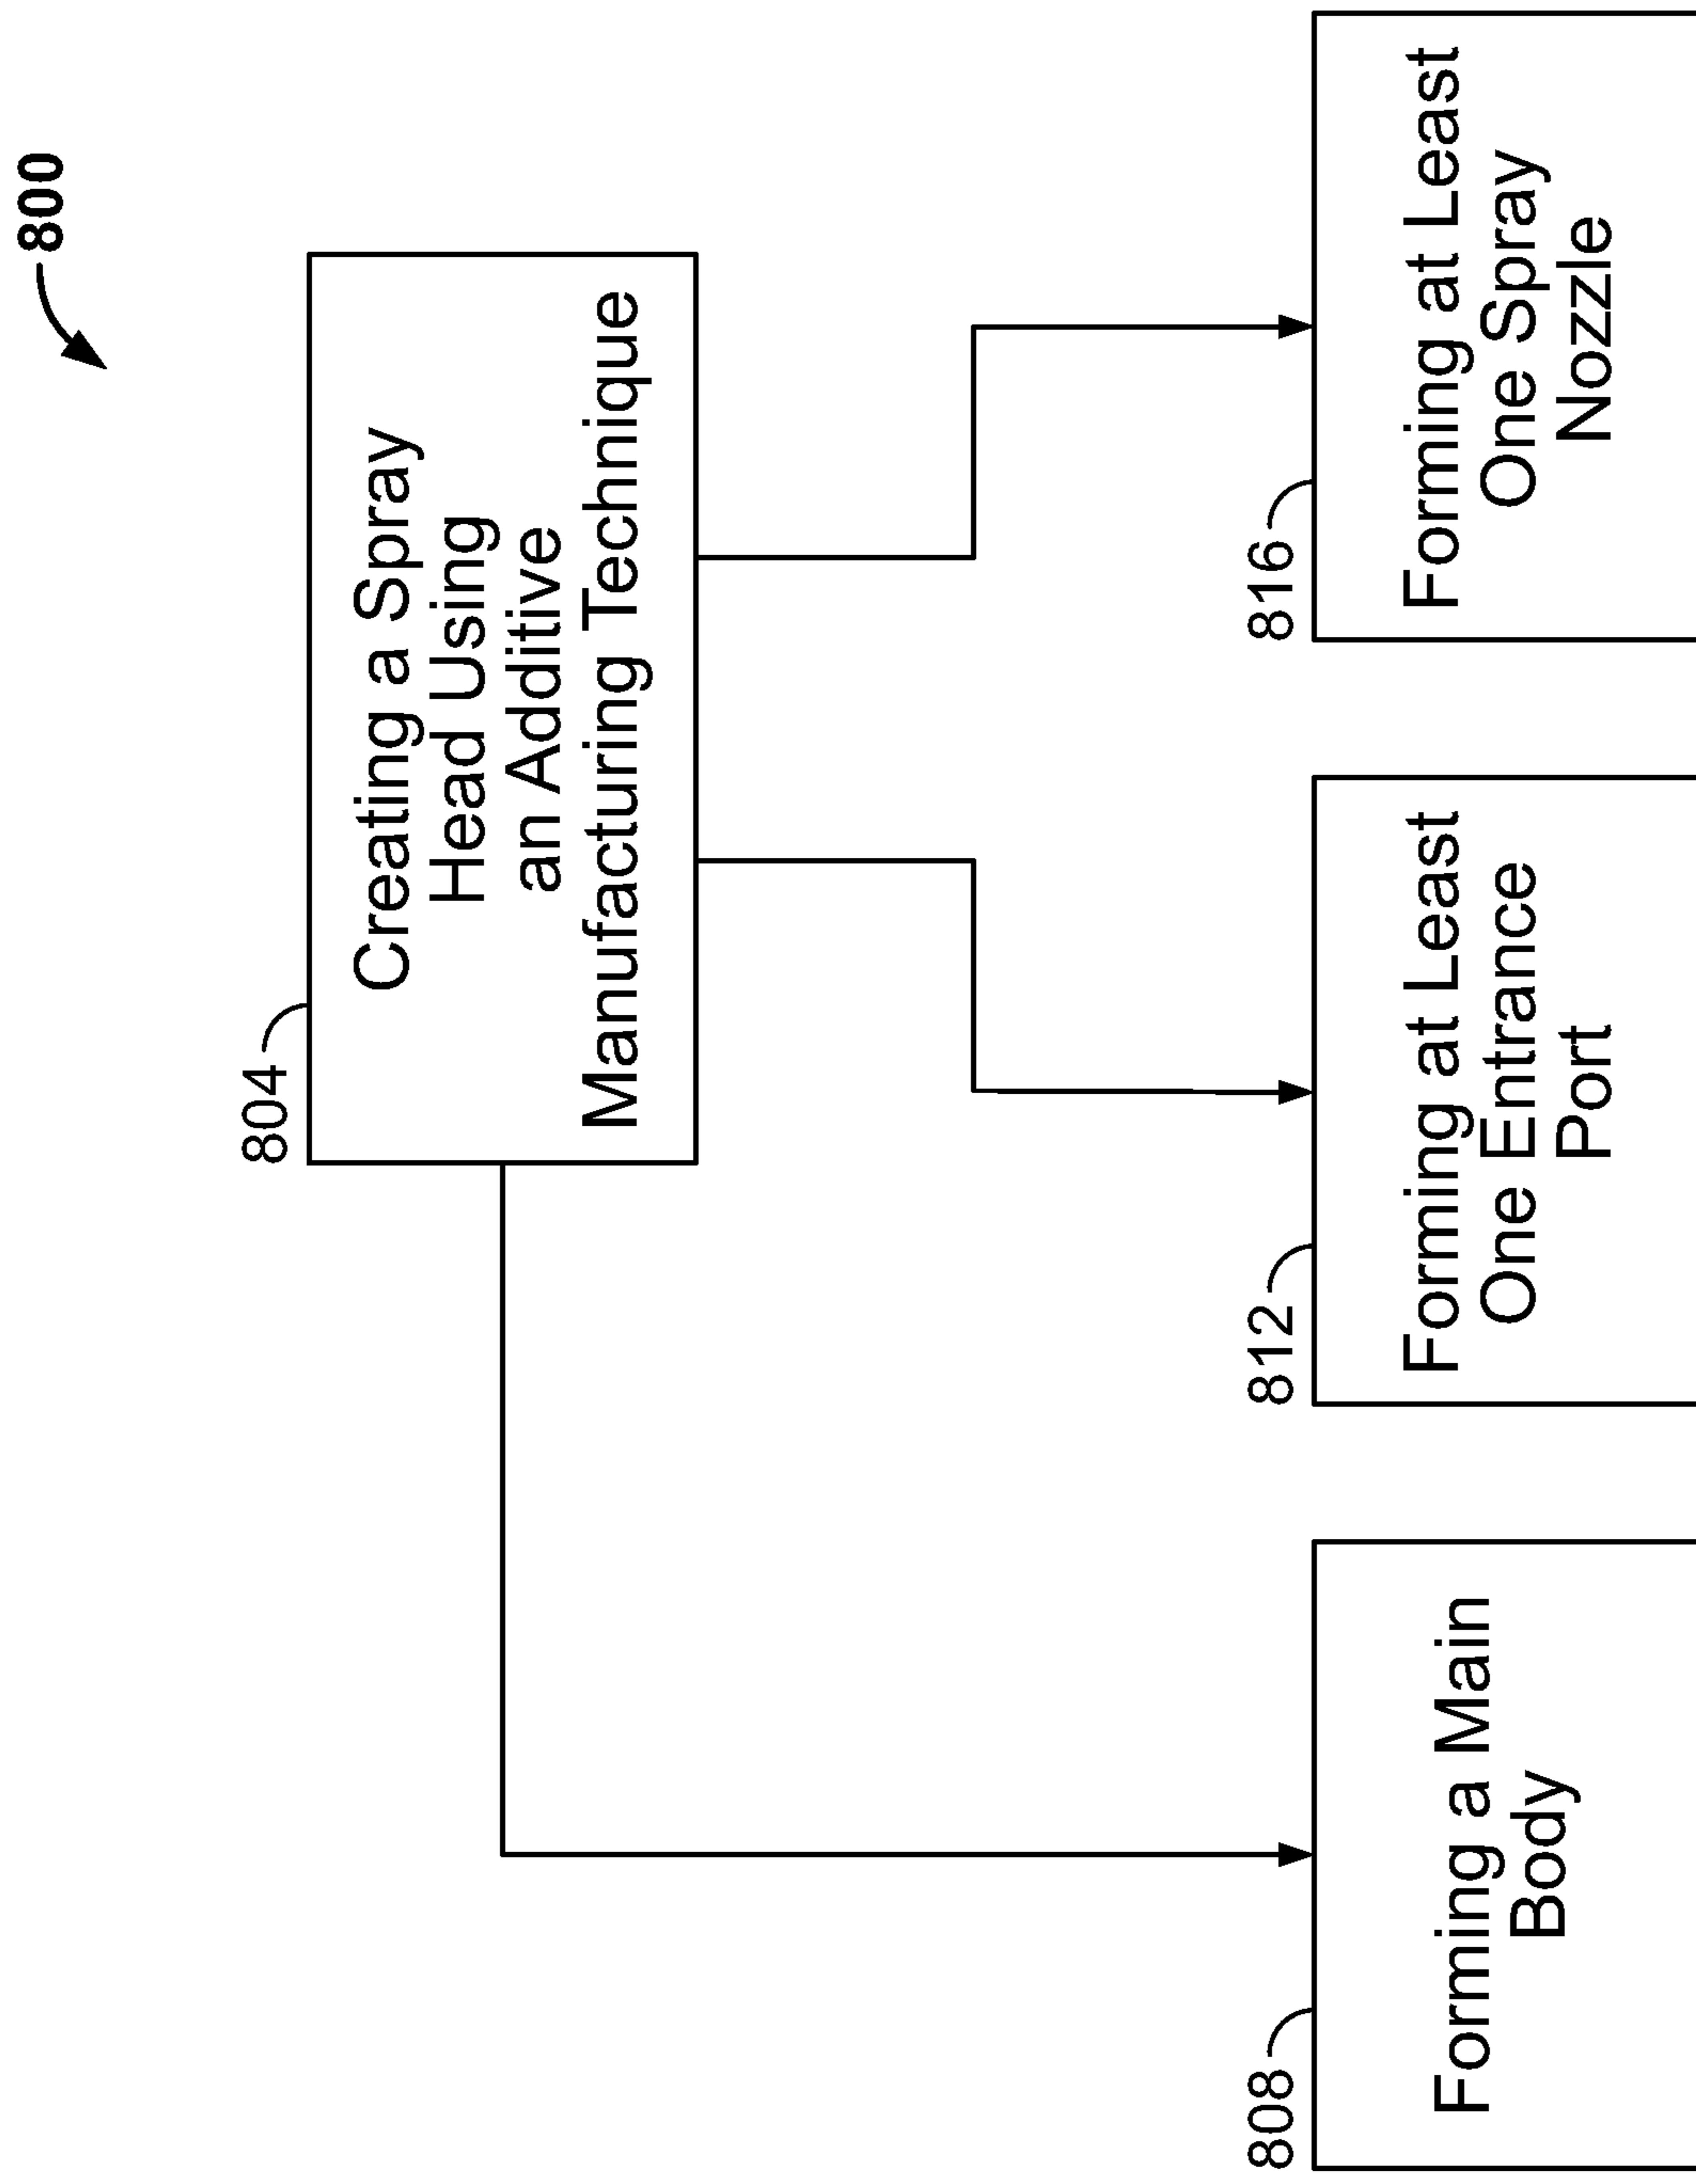 800
804
Creating a Spray
Head Using
an Additive
Manufacturing Technique
808
Forming a Main
Body
812
Forming at Least
One Entrance
Port
816
Forming at Least
One Spray
Nozzle